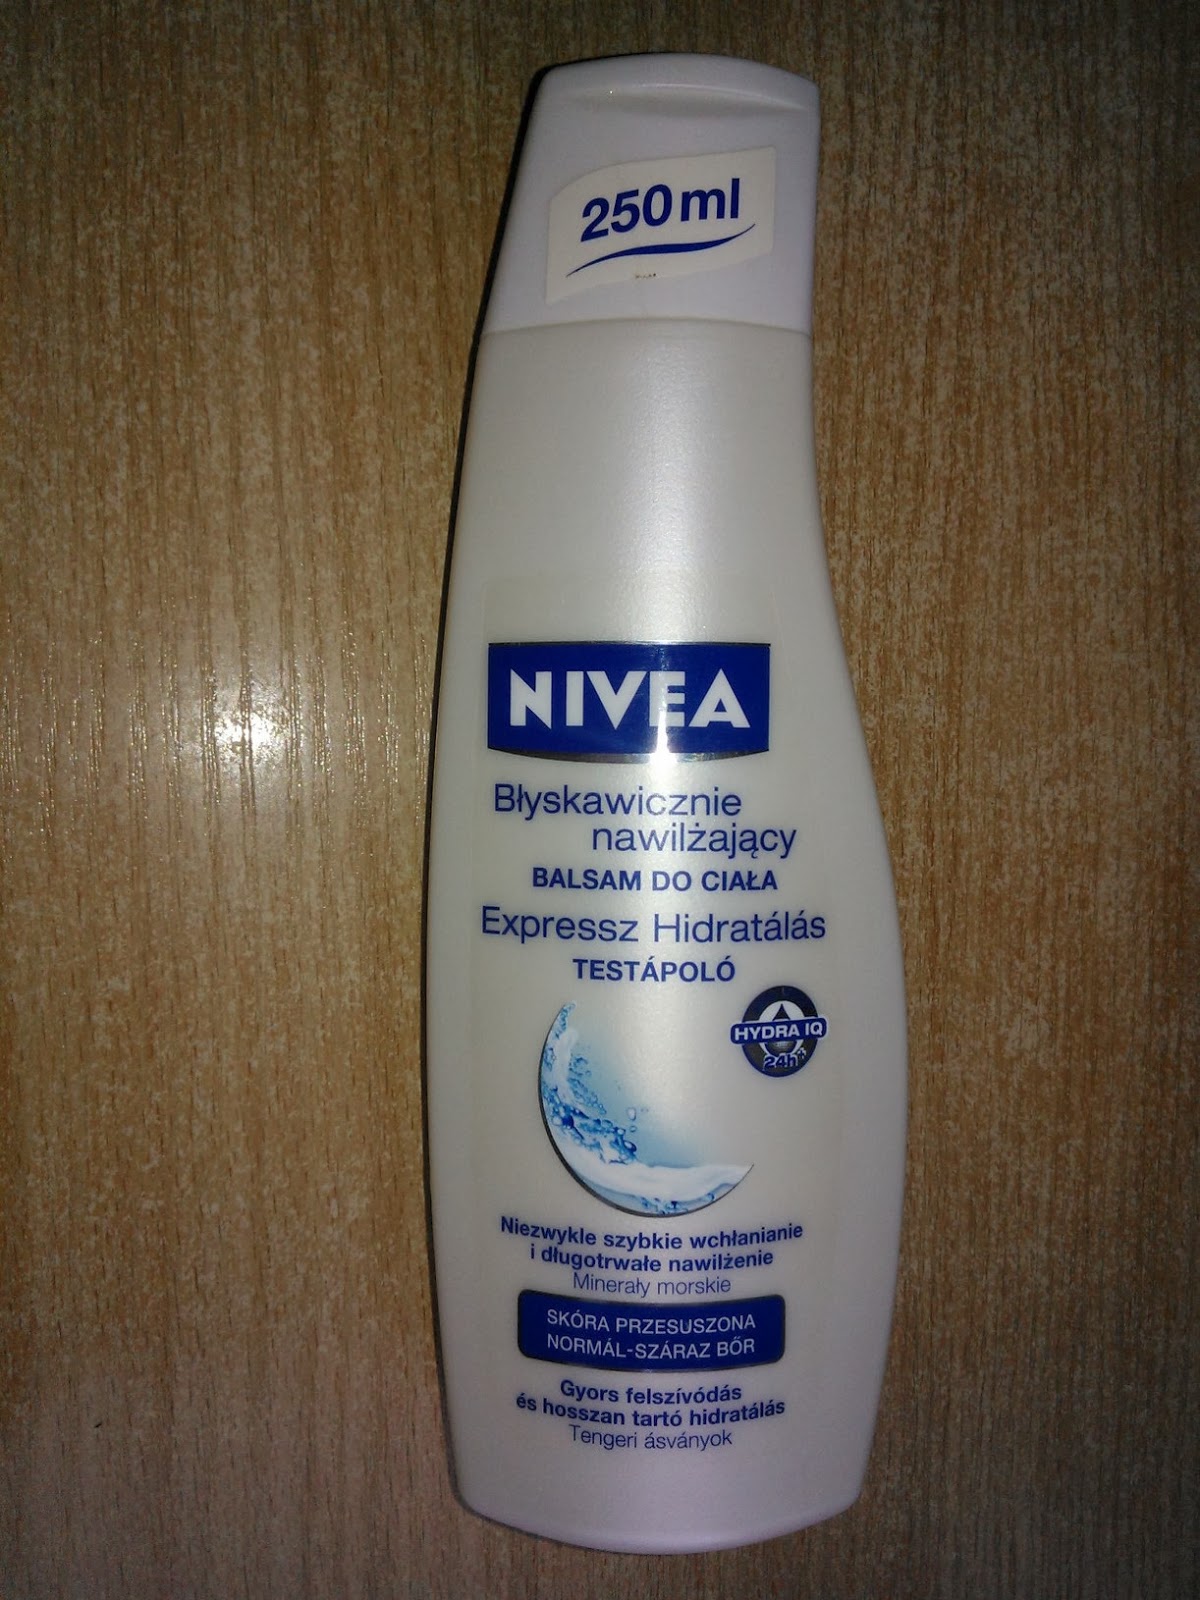 250ml
NIVEA
Błyskawicznie
nawilżający
BALSAM DO CIAŁA
Expressz Hidratálás
TESTÁPOLÓ
HYDRA IQ
24h+
Niezwykle szybkie wchłanianie
i długotrwałe nawilżenie
Minerały morskie
SKÓRA PRZESUSZONA
NORMÁL-SZÁRAZ BŐR
Gyors felszívódás
és hosszan tartó hidratálás
Tengeri ásványok